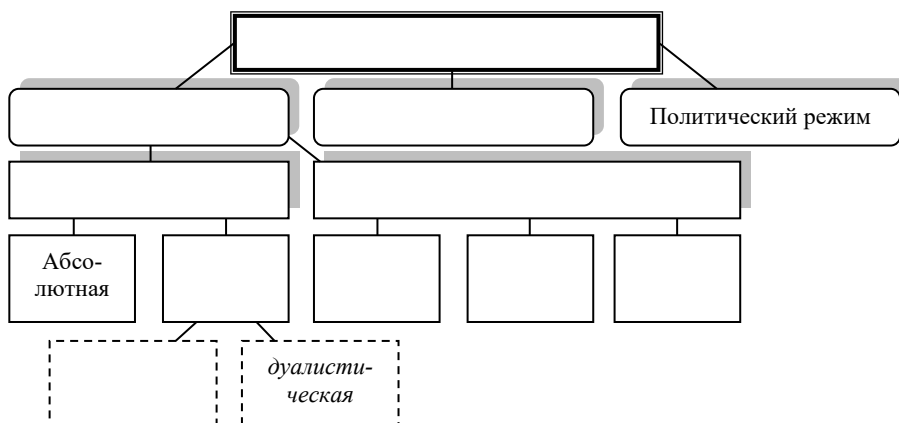 Политический режим
Абсо-
лютная
дуалисти-
ческая